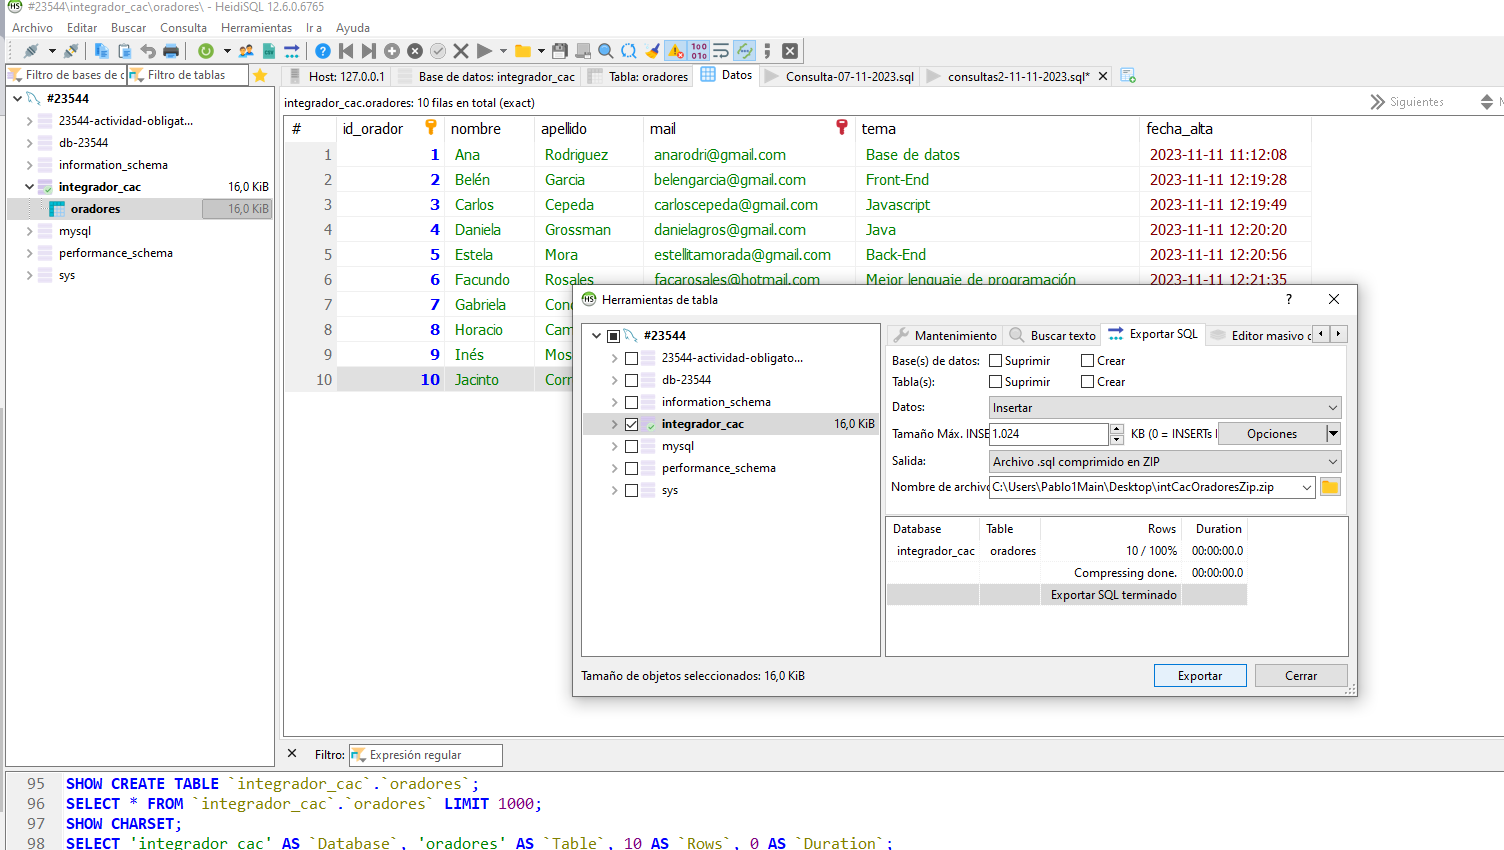 #23544\integrador_cac\oradores\ - HeidiSQL 12.6.0.6765
Archivo Editar Buscar Consulta Herramientas Ir a Ayuda
Filtro de bases de Filtro de tablas
Host: 127.0.0.1 Base de datos: integrador_cac Tabla: oradores Datos Consulta-07-11-2023.sql consultas2-11-11-2023.sql*
#23544
23544-actividad-obligat...
db-23544
information_schema
integrador_cac 16,0 KiB
oradores 16,0 KiB
mysql
performance_schema
sys
integrador_cac.oradores: 10 filas en total (exact) Siguientes
# id_orador nombre apellido mail tema fecha_alta
1 1 Ana Rodriguez anarodri@gmail.com Base de datos 2023-11-11 11:12:08
2 2 Belén Garcia belengarcia@gmail.com Front-End 2023-11-11 12:19:28
3 3 Carlos Cepeda carloscepeda@gmail.com Javascript 2023-11-11 12:19:49
4 4 Daniela Grossman danielagros@gmail.com Java 2023-11-11 12:20:20
5 5 Estela Mora estellitamorada@gmail.com Back-End 2023-11-11 12:20:56
6 6 Facundo Rosales facarosales@hotmail.com Mejor lenguaje de programación 2023-11-11 12:21:35
7 7 Gabriela
8 8 Horacio Cam
9 9 Inés Mos
10 10 Jacinto
Herramientas de tabla ?
#23544
23544-actividad-obligato...
db-23544
information_schema
integrador_cac 16,0 KiB
mysql
performance_schema
sys
Mantenimiento Buscar texto Exportar SQL Editor masivo
Base(s) de datos: Suprimir Crear
Tabla(s): Suprimir Crear
Datos: Insertar
Tamaño Máx. INSE 1.024 KB (0 = INSERTs Opciones
Salida: Archivo .sql comprimido en ZIP
Nombre de archivo C:\Users\Pablo1Main\Desktop\intCacOradoresZip.zip
Database Table Rows Duration
integrador_cac oradores 10 / 100% 00:00:00.0
Compressing done. 00:00:00.0
Exportar SQL terminado
Tamaño de objetos seleccionados: 16,0 KiB Exportar Cerrar
Filtro: Expresión regular
95 SHOW CREATE TABLE `integrador_cac`.`oradores`;
96 SELECT * FROM `integrador_cac`.`oradores` LIMIT 1000;
97 SHOW CHARSET;
98 SELECT 'integrador_cac' AS `Database`, 'oradores' AS `Table`, 10 AS `Rows`, 0 AS `Duration`;